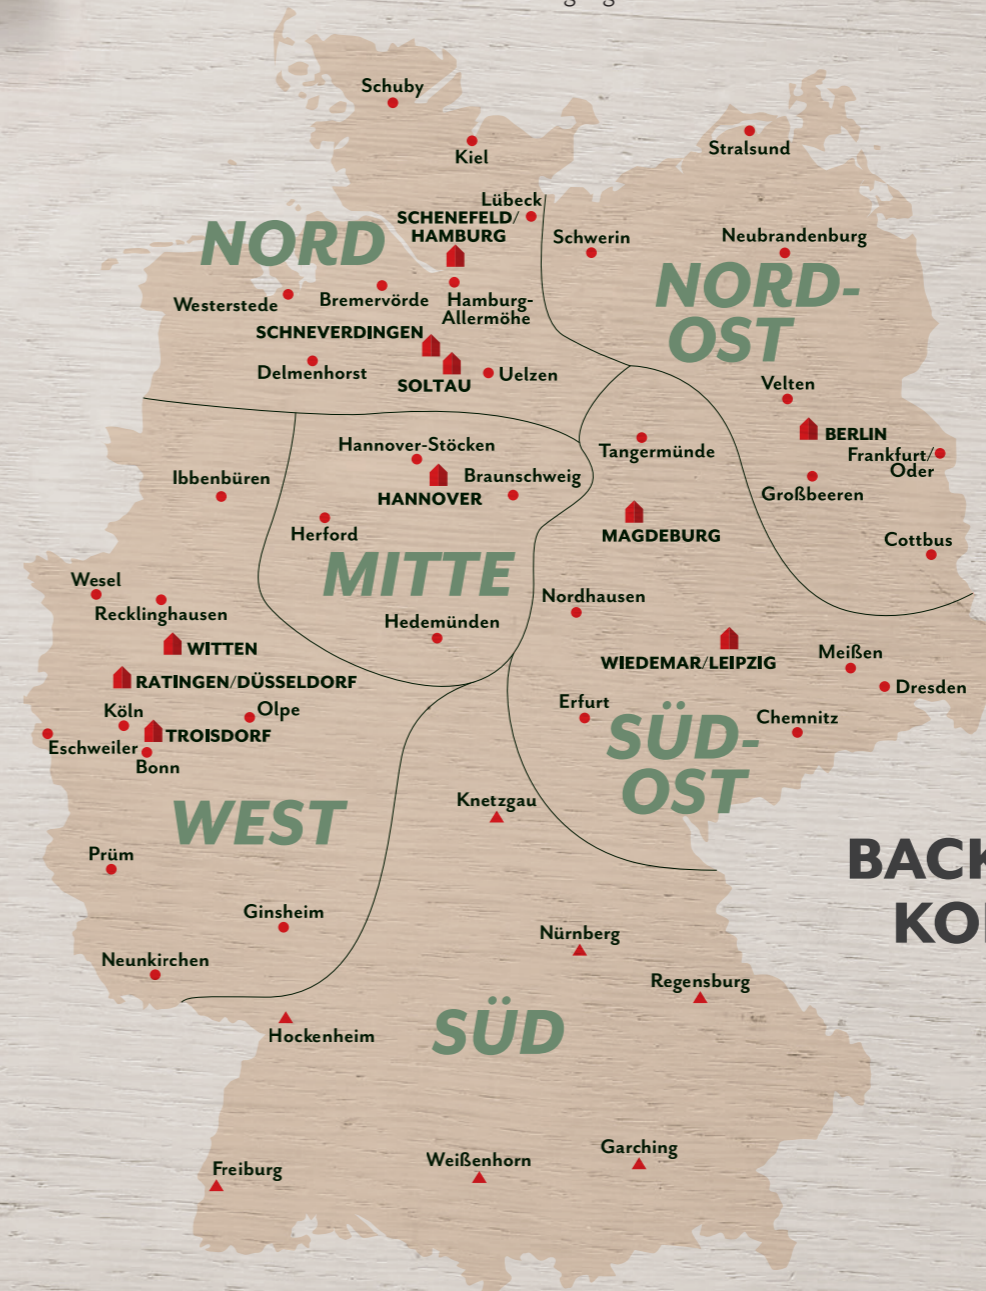 Schuby
Kiel
Stralsund
Lübeck
SCHENEFELD/
HAMBURG
Schwerin
Neubrandenburg
NORD
NORD-
OST
Westerstede
Bremervörde
Hamburg-
Allermöhe
SCHNEVERDINGEN
Delmenhorst
SOLTAU
Uelzen
Velten
BERLIN
Frankfurt/
Oder
Großbeeren
Cottbus
Tangermünde
MAGDEBURG
Hannover-Stöcken
Braunschweig
HANNOVER
Herford
MITTE
Hedemünden
Ibbenbüren
Wesel
Recklinghausen
WITTEN
RATINGEN/DÜSSELDORF
Köln
Olpe
TROISDORF
Eschweiler
Bonn
WEST
Prüm
Ginsheim
Neunkirchen
Nordhausen
WIEDEMAR/LEIPZIG
Meißen
Dresden
Erfurt
Chemnitz
SÜD-
OST
Knetzgau
BACK
KO
Nürnberg
Regensburg
Hockenheim
SÜD
Freiburg
Weißenhorn
Garching